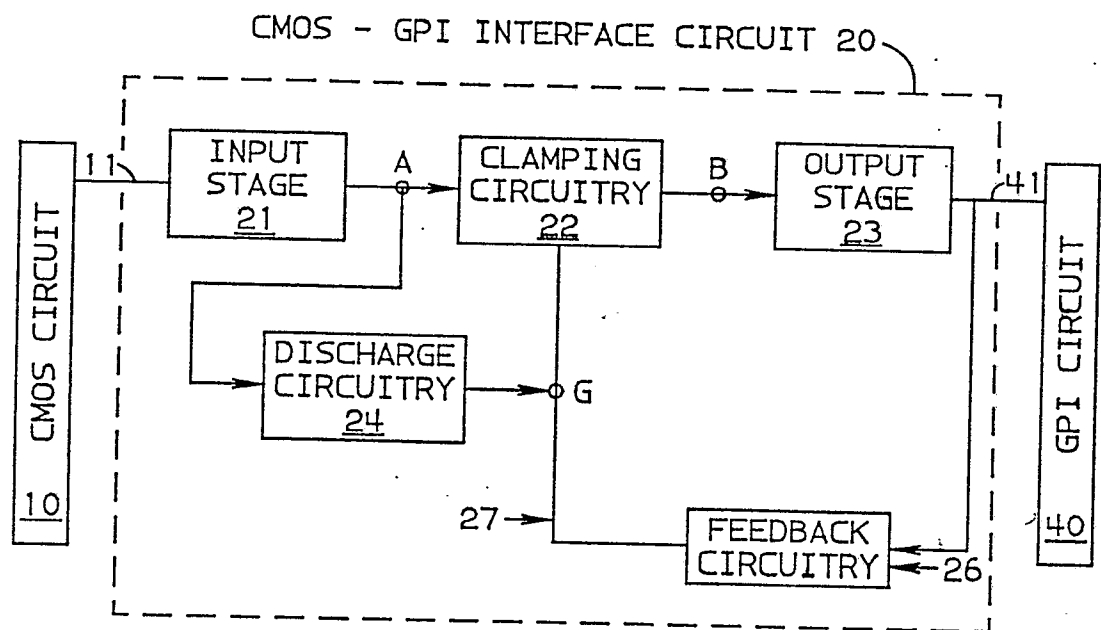 CMOS - GPI INTERFACE CIRCUIT 20
11
INPUT
STAGE
21
A
CLAMPING
CIRCUITRY
22
B
OUTPUT
STAGE
23
41
CMOS CIRCUIT
10
DISCHARGE
CIRCUITRY
24
G
GPI CIRCUIT
40
27
FEEDBACK
CIRCUITRY
26